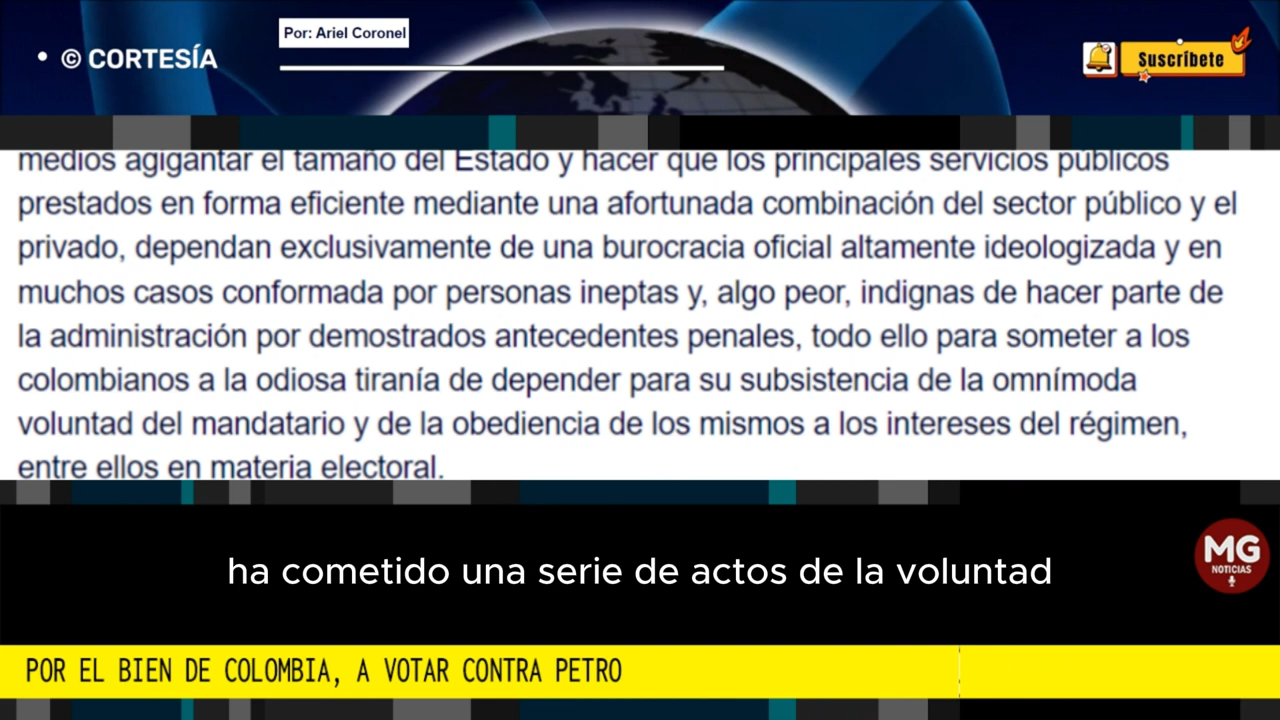 Por: Ariel Coronel
• © CORTESÍA
Suscríbete
medios agigantar el tamaño del Estado y hacer que los principales servicios públicos
prestados en forma eficiente mediante una afortunada combinación del sector público y el
privado, dependan exclusivamente de una burocracia oficial altamente ideologizada y en
muchos casos conformada por personas ineptas y, algo peor, indignas de hacer parte de
la administración por demostrados antecedentes penales, todo ello para someter a los
colombianos a la odiosa tiranía de depender para su subsistencia de la omnímoda
voluntad del mandatario y de la obediencia de los mismos a los intereses del régimen,
entre ellos en materia electoral.
ha cometido una serie de actos de la voluntad
MG
NOTICIAS
POR EL BIEN DE COLOMBIA, A VOTAR CONTRA PETRO